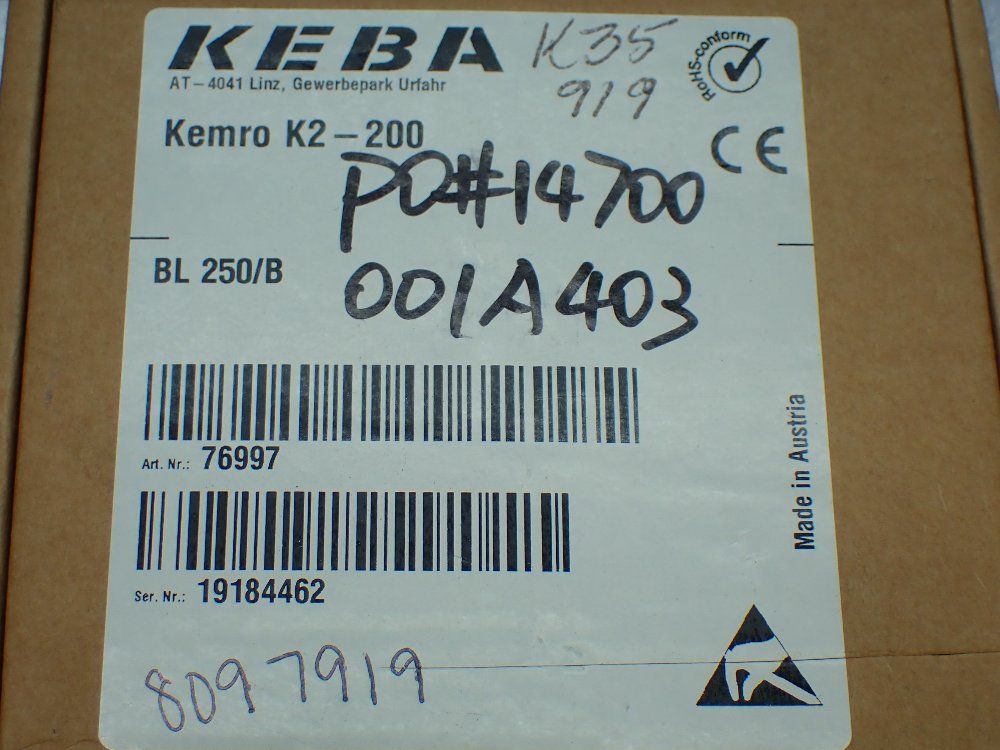 KEBA
K35
919
RoHS-conform
AT-4041 Linz, Gewerbepark Urfahr
Kemro K2-200
CE
PO#14700
BL 250/B
001A403
Art. Nr.: 76997
Made in Austria
Ser. Nr.: 19184462
8097919